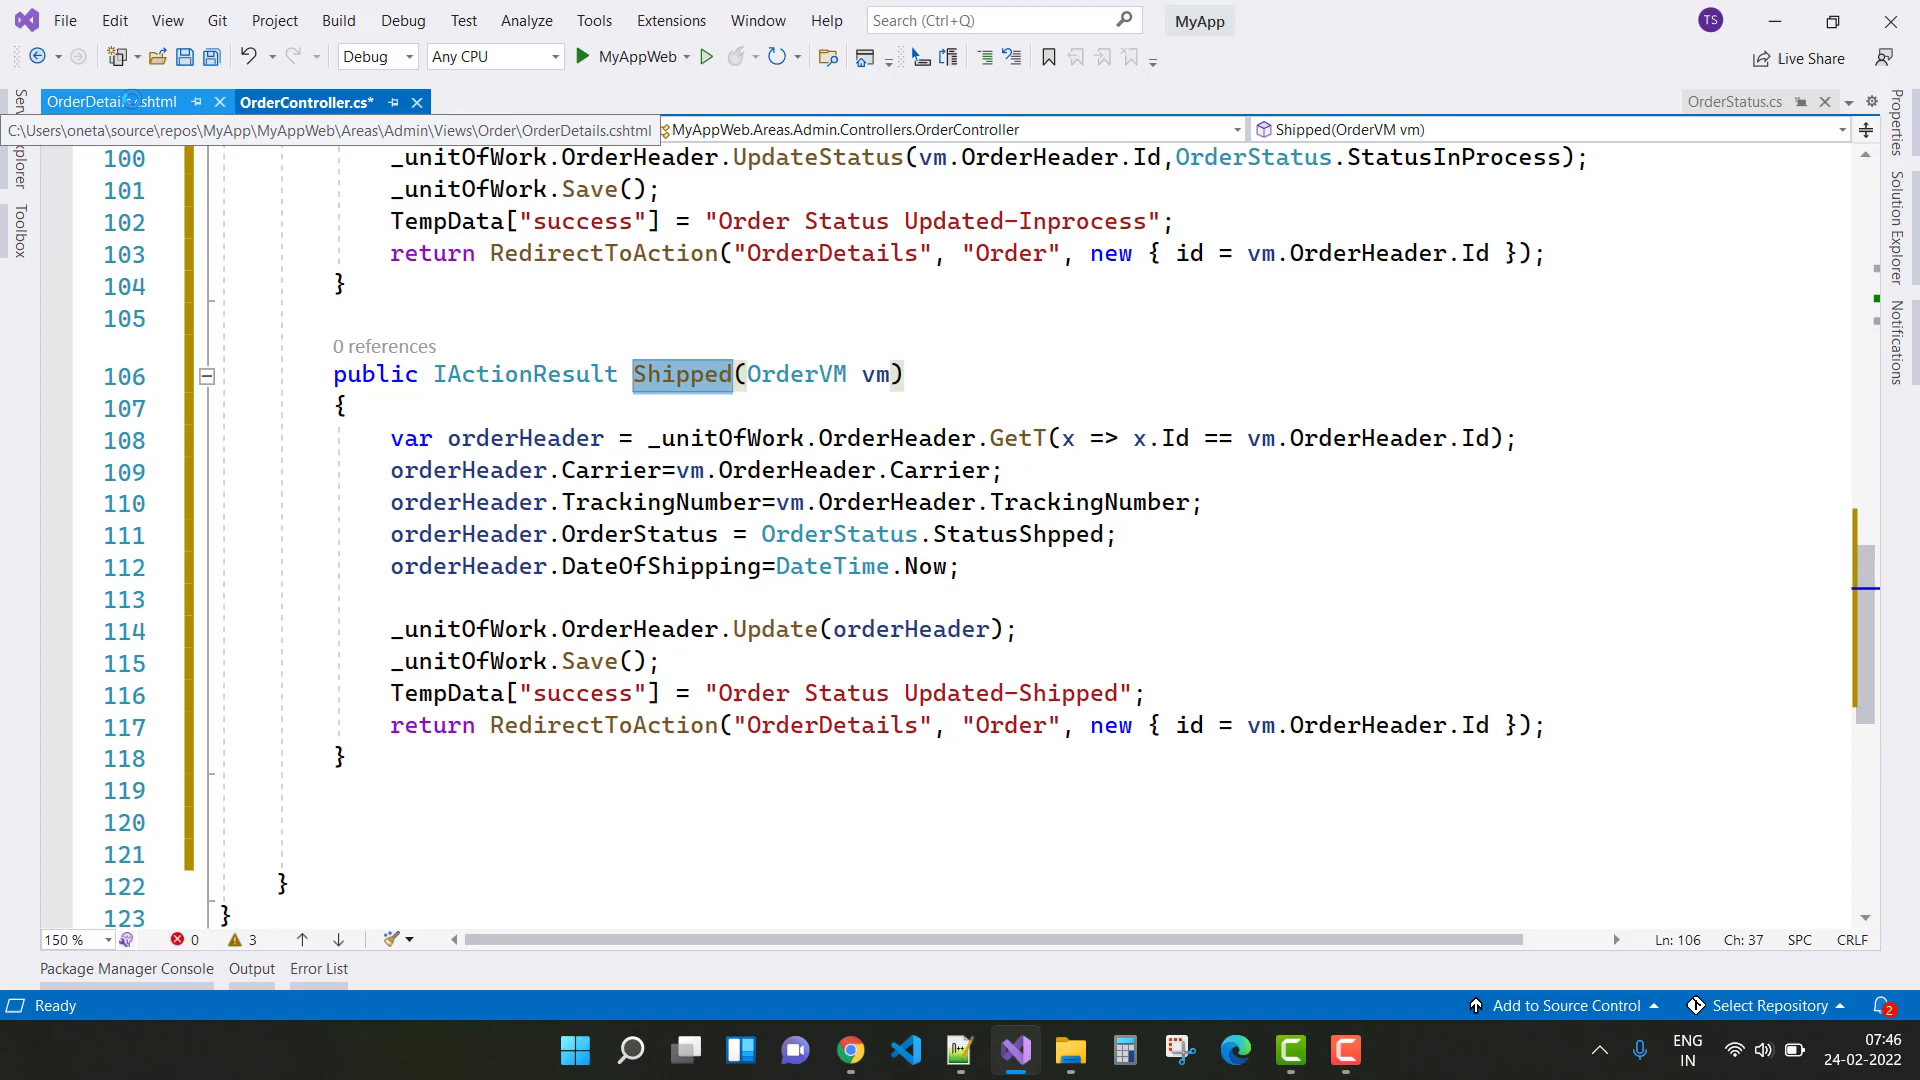 File Edit View Git Project Build Debug Test Analyze Tools Extensions Window Help Search (Ctrl+Q) MyApp TS
Debug Any CPU MyAppWeb Live Share
OrderController.cs* OrderStatus.cs
C:\Users\oneta\source\repos\MyApp\MyAppWeb\Areas\Admin\Views\Order\OrderDetails.cshtml MyAppWeb.Areas.Admin.Controllers.OrderController Shipped(OrderVM vm)
100 _unitOfWork.OrderHeader.UpdateStatus(vm.OrderHeader.Id,OrderStatus.StatusInProcess);
101 _unitOfWork.Save();
102 TempData["success"] = "Order Status Updated-Inprocess";
103 return RedirectToAction("OrderDetails", "Order", new { id = vm.OrderHeader.Id });
104 }
105
0 references
106 public IActionResult Shipped(OrderVM vm)
107 {
108 var orderHeader = _unitOfWork.OrderHeader.GetT(x => x.Id == vm.OrderHeader.Id);
109 orderHeader.Carrier=vm.OrderHeader.Carrier;
110 orderHeader.TrackingNumber=vm.OrderHeader.TrackingNumber;
111 orderHeader.OrderStatus = OrderStatus.StatusShpped;
112 orderHeader.DateOfShipping=DateTime.Now;
113
114 _unitOfWork.OrderHeader.Update(orderHeader);
115 _unitOfWork.Save();
116 TempData["success"] = "Order Status Updated-Shipped";
117 return RedirectToAction("OrderDetails", "Order", new { id = vm.OrderHeader.Id });
118 }
119
120
121
122 }
123 }
Toolbox
Properties
Solution Explorer
Notifications
150 % 0 3 Ln: 106 Ch: 37 SPC CRLF
Package Manager Console Output Error List
Ready Add to Source Control Select Repository 2
ENG
IN
07:46
24-02-2022